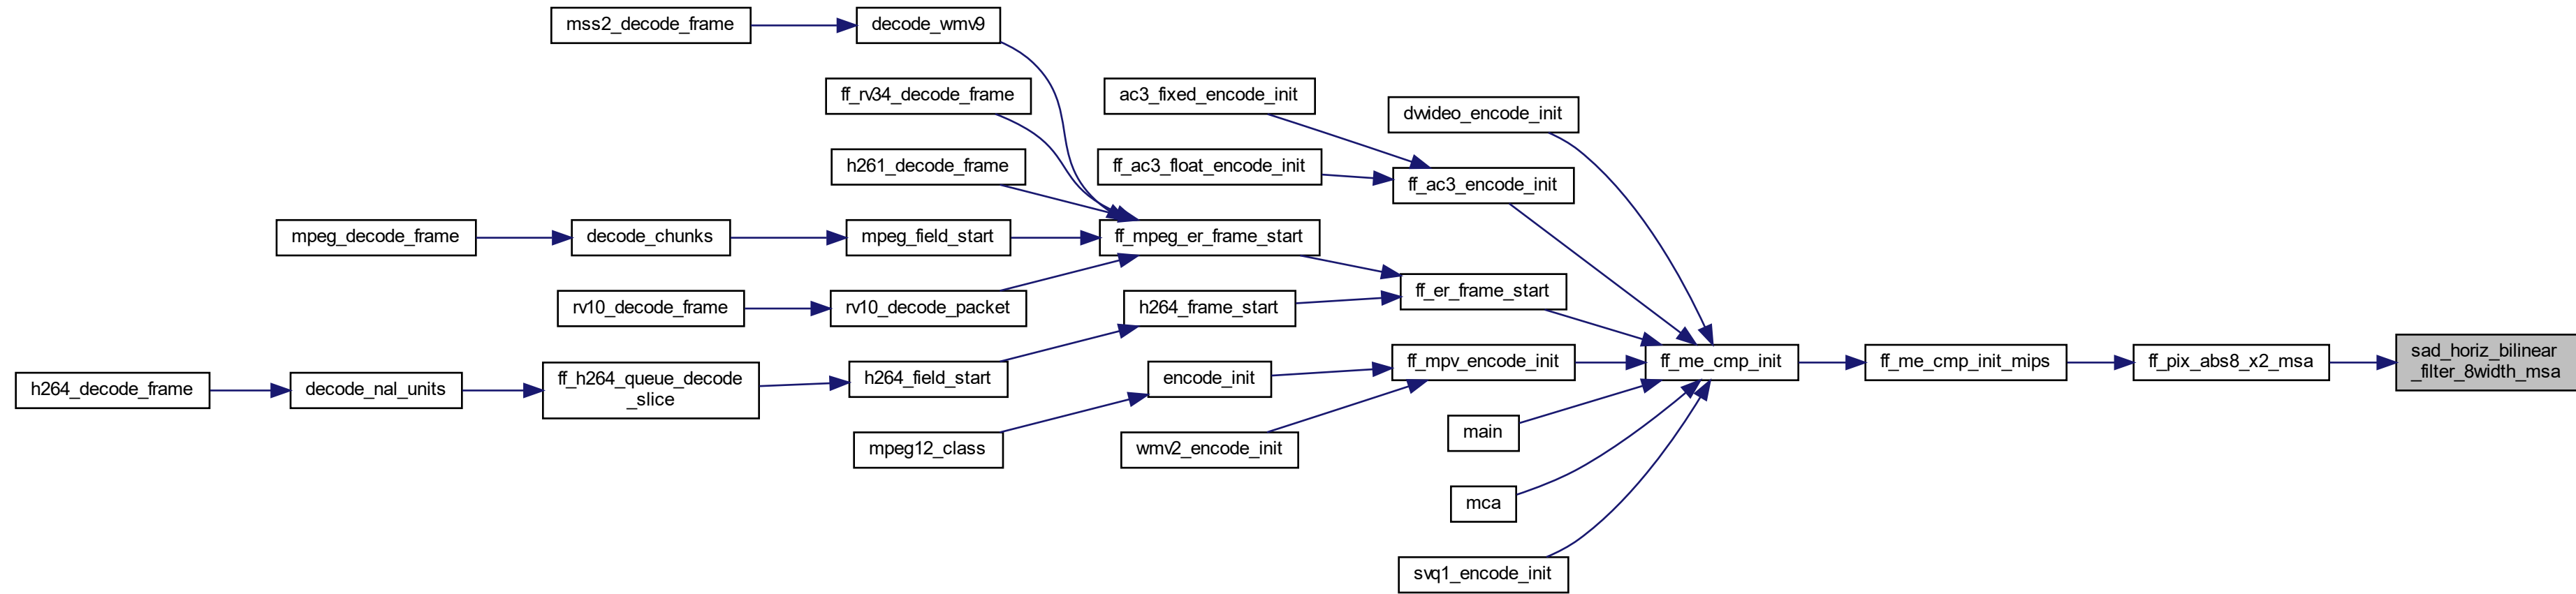 mss2_decode_frame
decode_wmv9
ff_rv34_decode_frame
ac3_fixed_encode_init
dvvideo_encode_init
h261_decode_frame
ff_ac3_float_encode_init
ff_ac3_encode_init
mpeg_decode_frame
decode_chunks
mpeg_field_start
ff_mpeg_er_frame_start
rv10_decode_frame
rv10_decode_packet
h264_frame_start
ff_er_frame_start
h264_decode_frame
decode_nal_units
ff_h264_queue_decode
_slice
h264_field_start
encode_init
ff_mpv_encode_init
ff_me_cmp_init
ff_me_cmp_init_mips
ff_pix_abs8_x2_msa
sad_horiz_bilinear
_filter_8width_msa
mpeg12_class
wmv2_encode_init
main
mca
svq1_encode_init